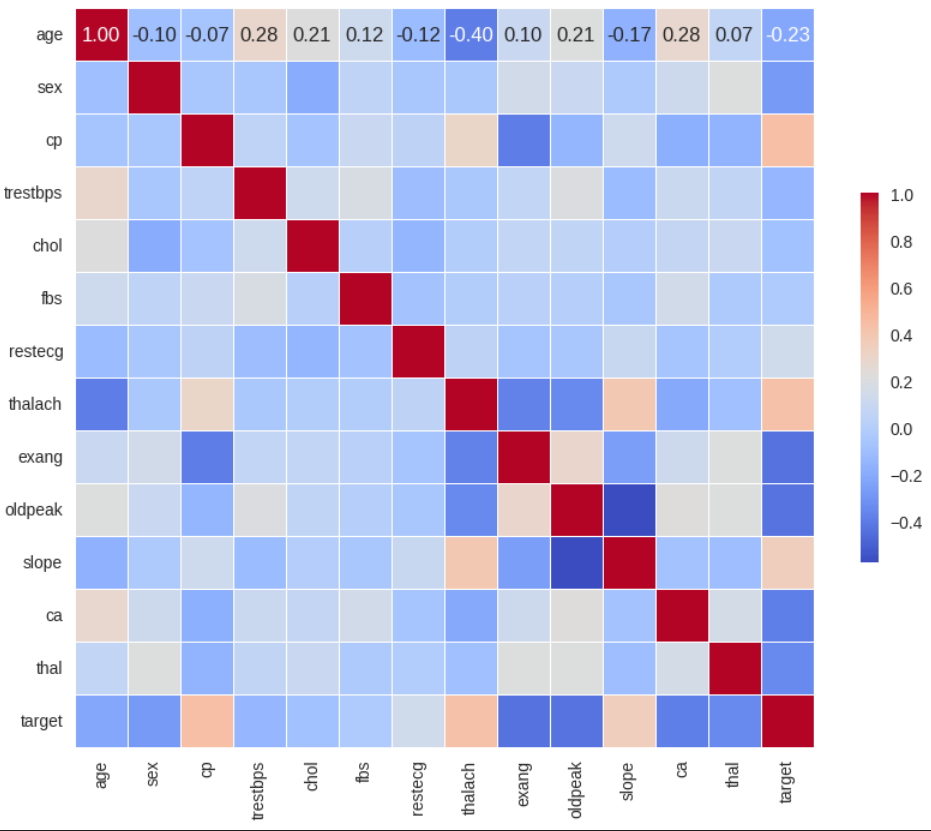 age 1.00 -0.10 -0.07 0.28 0.21 0.12 -0.12 -0.40 0.10 0.21 -0.17 0.28 0.07 -0.23
sex
cp
trestbps
chol
fbs
restecg
thalach
exang
oldpeak
slope
ca
thal
target
age sex cp trestbps chol fbs restecg thalach exang oldpeak slope ca thal target
1.0
0.8
0.6
0.4
0.2
0.0
−0.2
−0.4